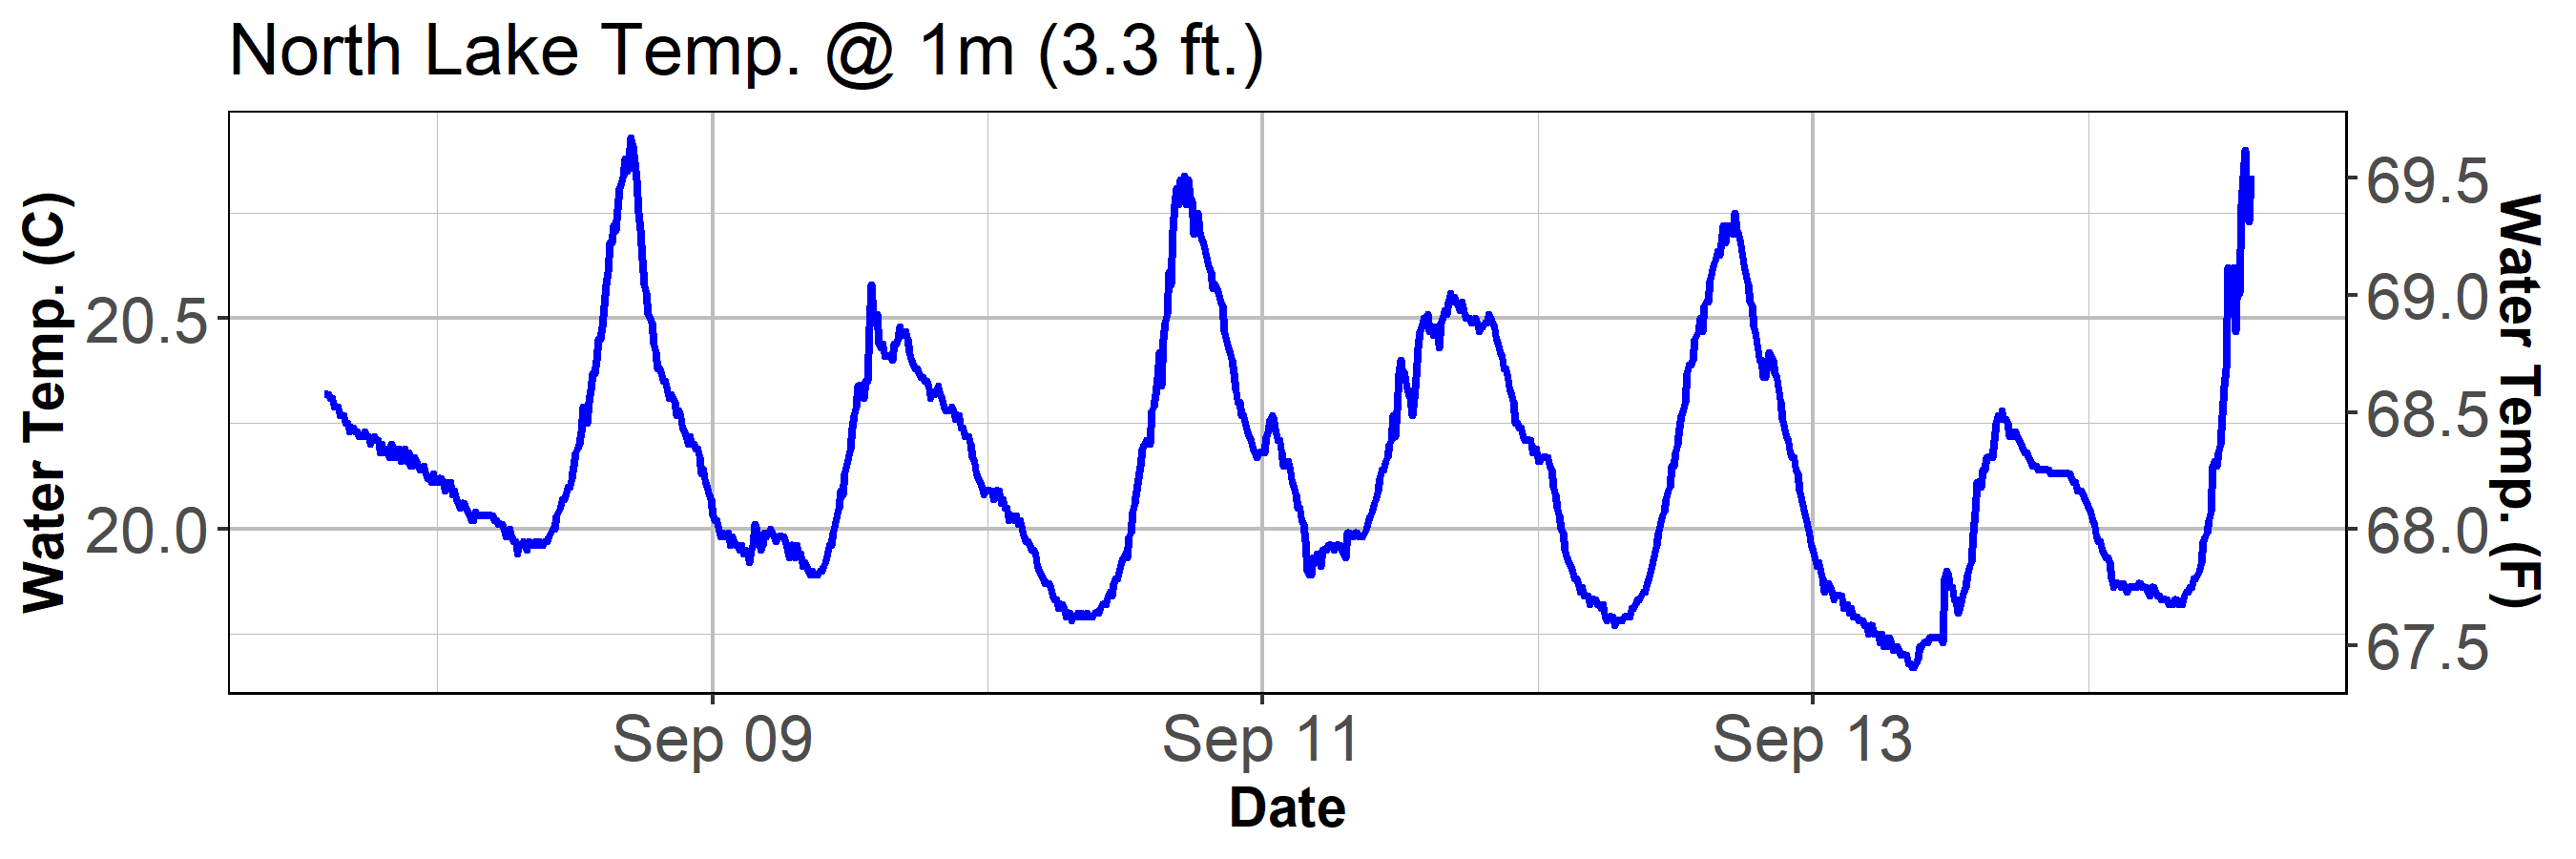 North Lake Temp. @ 1m (3.3 ft.)
Water Temp. (C)
20.5
20.0
69.5
69.0
68.5
68.0
67.5
Water Temp. (F)
Sep 09
Sep 11
Sep 13
Date